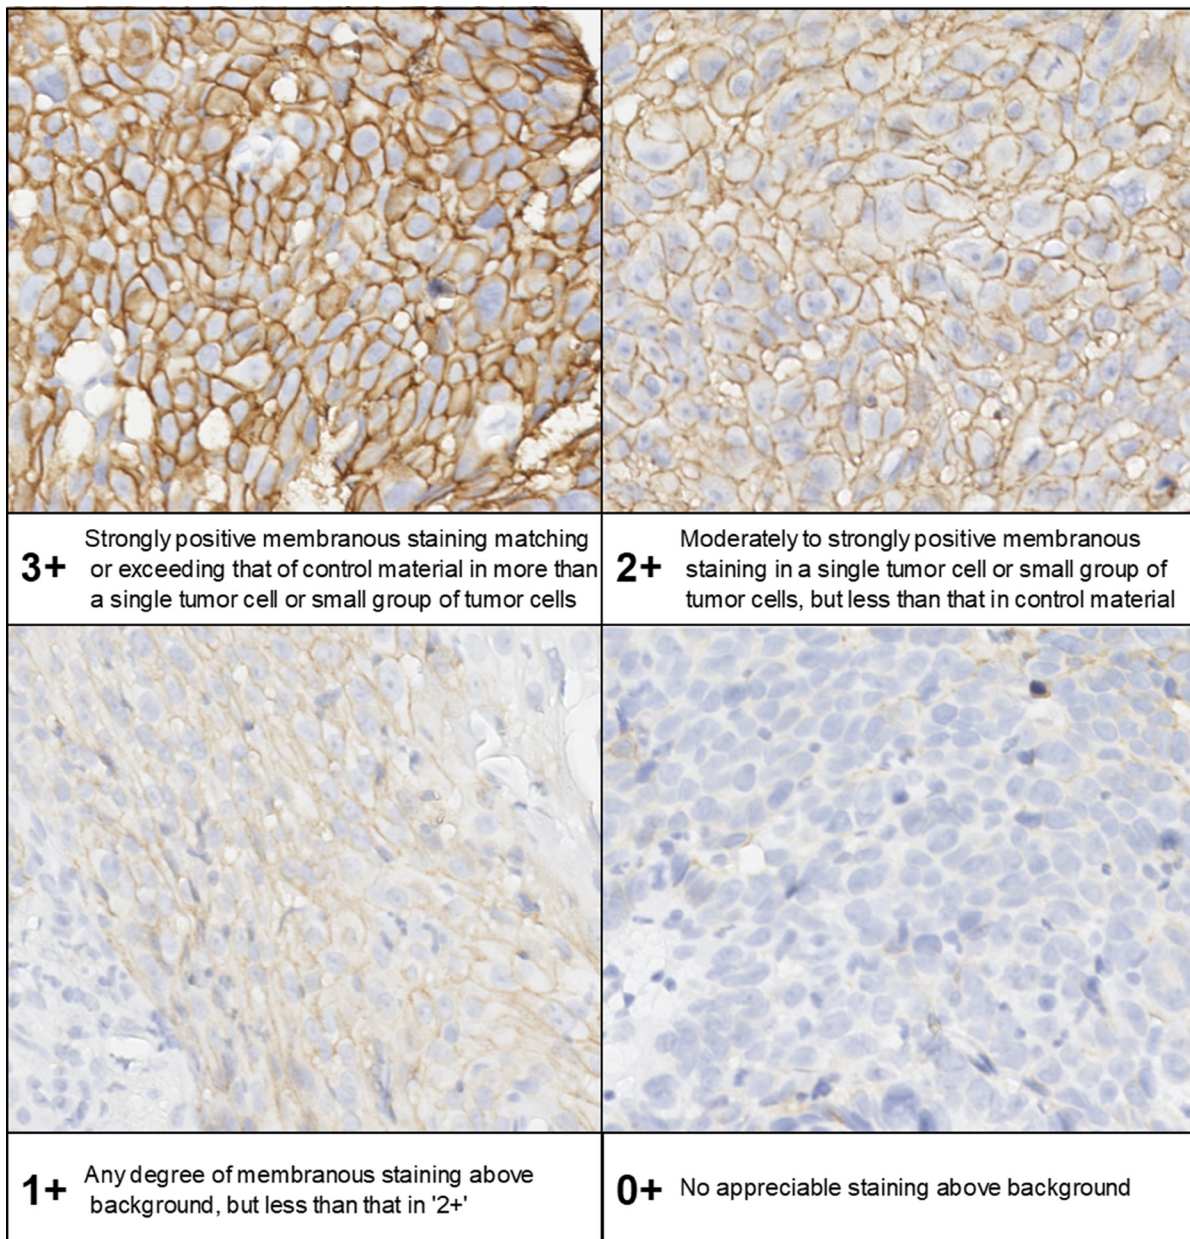 3+
Strongly positive membranous staining matching
or exceeding that of control material in more than
a single tumor cell or small group of tumor cells
2+
Moderately to strongly positive membranous
staining in a single tumor cell or small group of
tumor cells, but less than that in control material
1+
Any degree of membranous staining above
background, but less than that in '2+'
0+
No appreciable staining above background